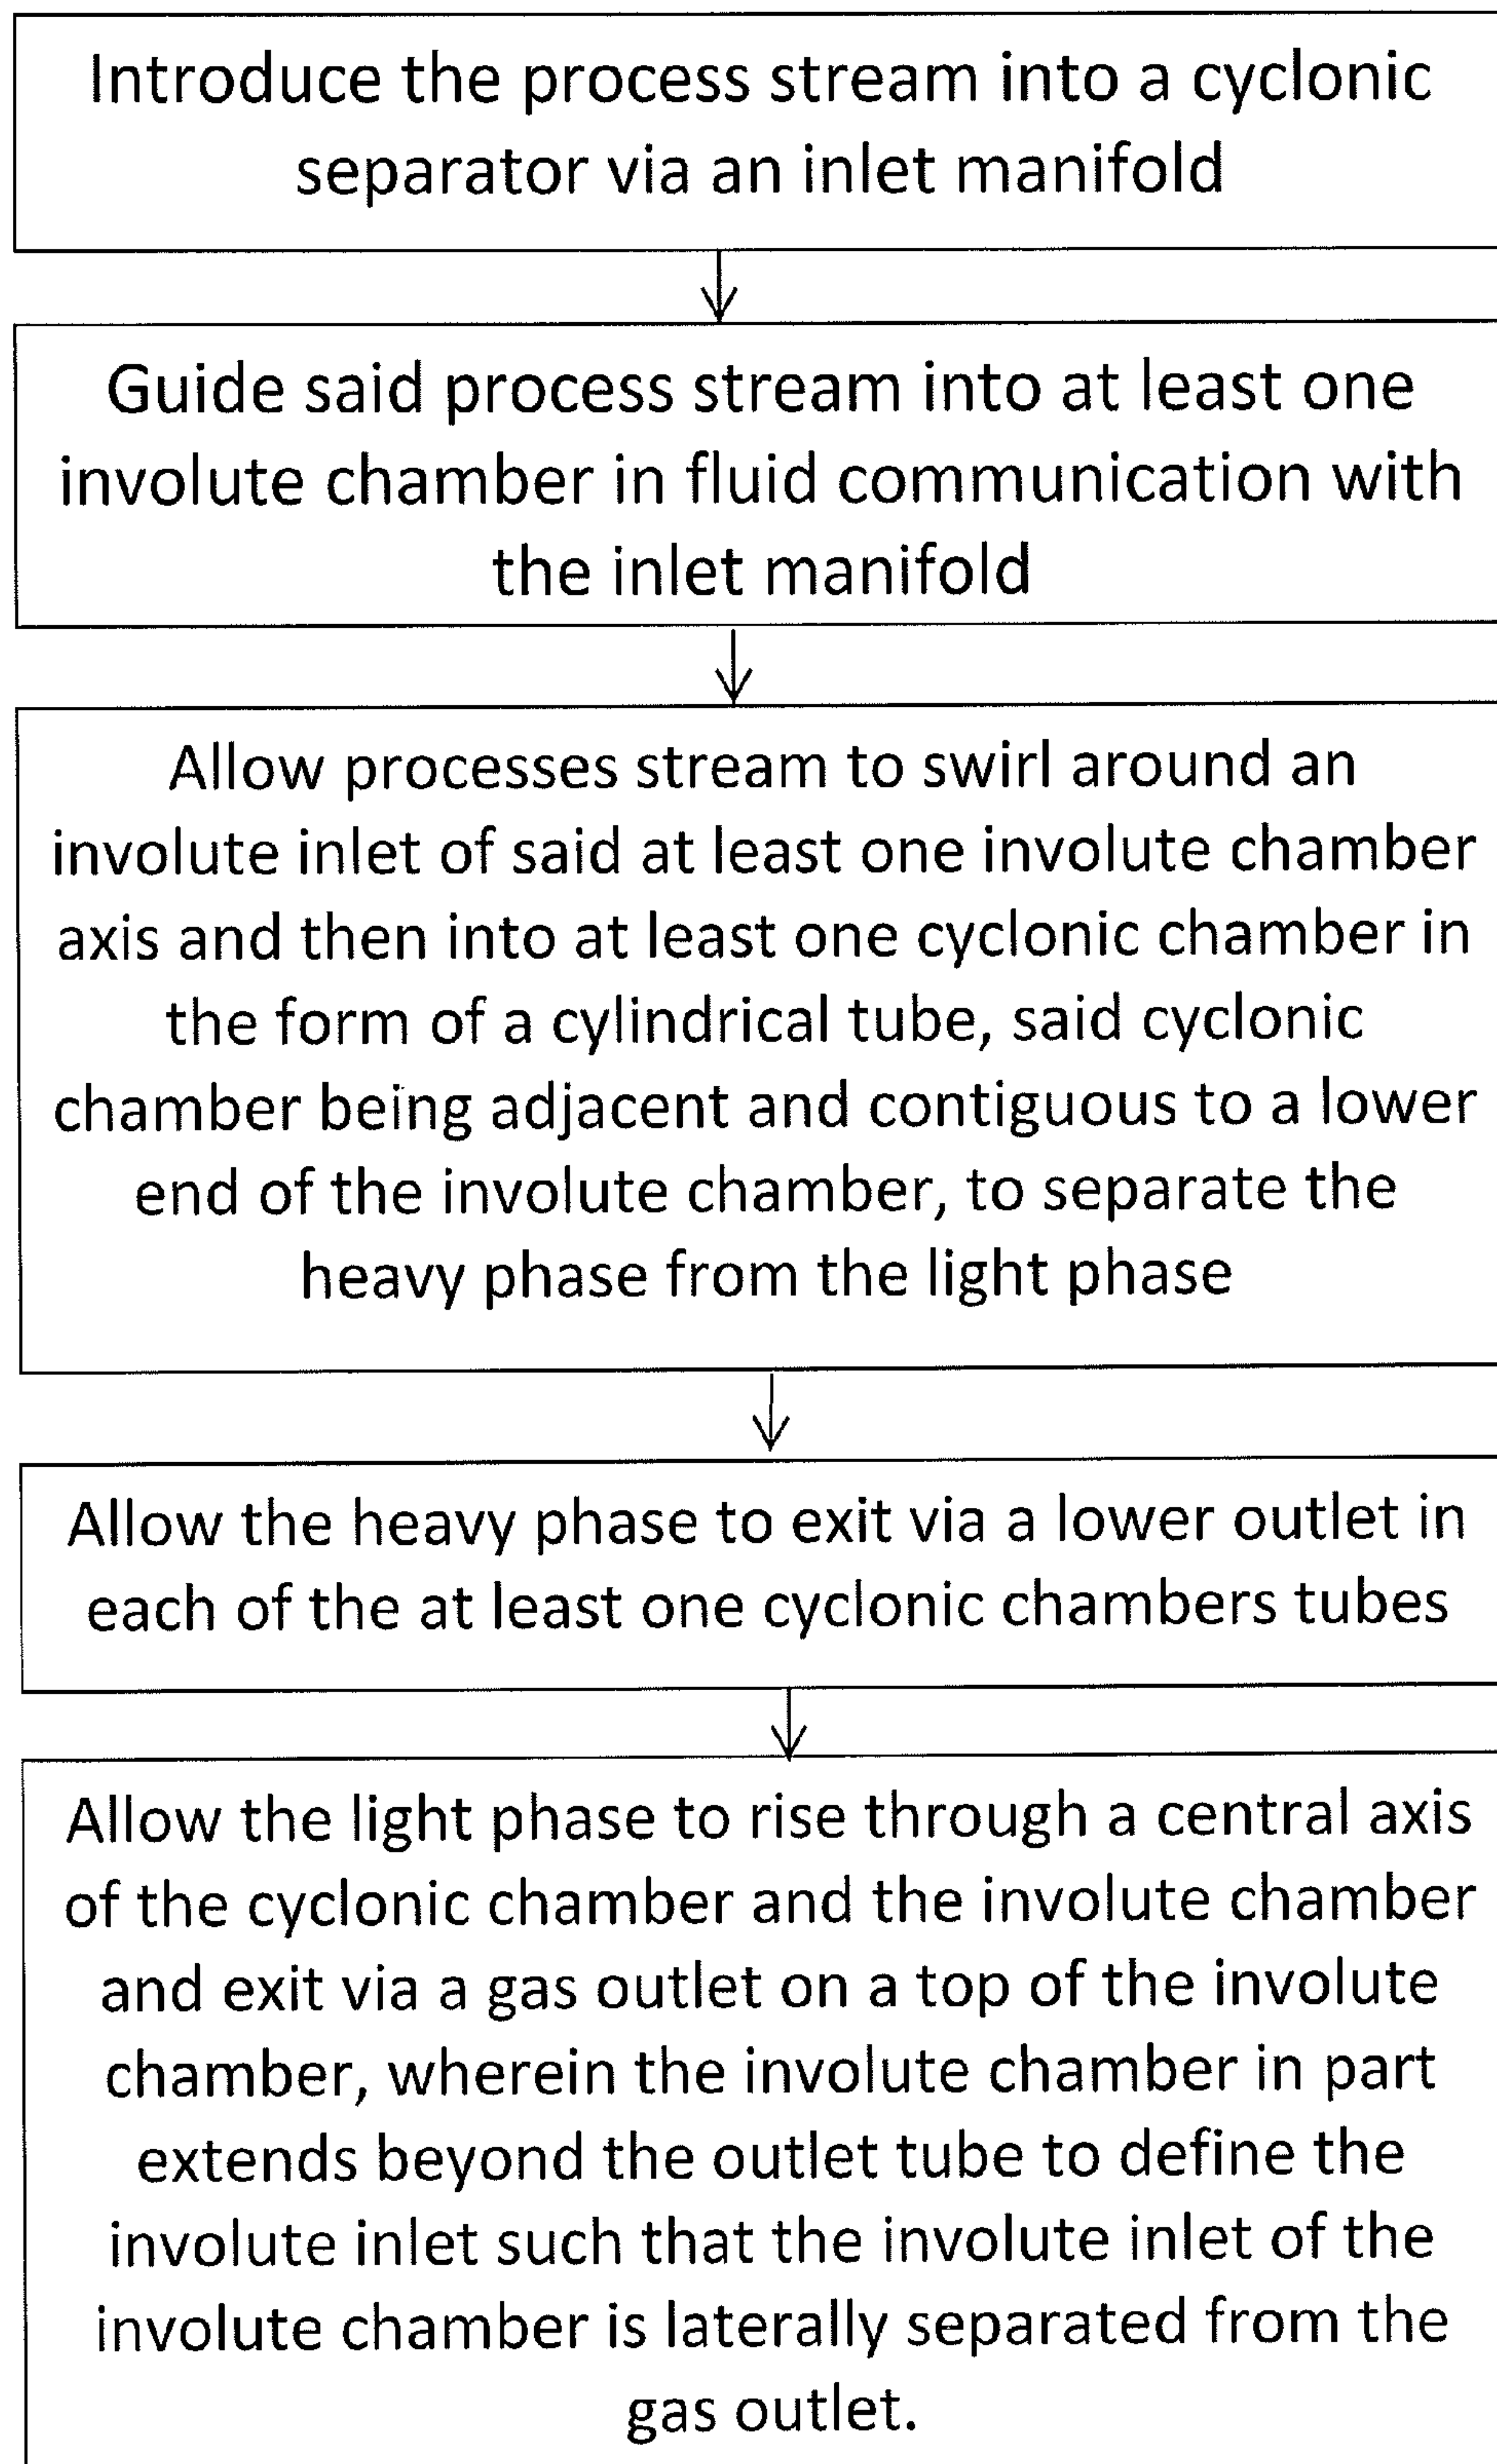 Introduce the process stream into a cyclonic
separator via an inlet manifold
Guide said process stream into at least one
involute chamber in fluid communication with
the inlet manifold
Allow processes stream to swirl around an
involute inlet of said at least one involute chamber
axis and then into at least one cyclonic chamber in
the form of a cylindrical tube, said cyclonic
chamber being adjacent and contiguous to a lower
end of the involute chamber, to separate the
heavy phase from the light phase
Allow the heavy phase to exit via a lower outlet in
each of the at least one cyclonic chambers tubes
Allow the light phase to rise through a central axis
of the cyclonic chamber and the involute chamber
and exit via a gas outlet on a top of the involute
chamber, wherein the involute chamber in part
extends beyond the outlet tube to define the
involute inlet such that the involute inlet of the
involute chamber is laterally separated from the
gas outlet.